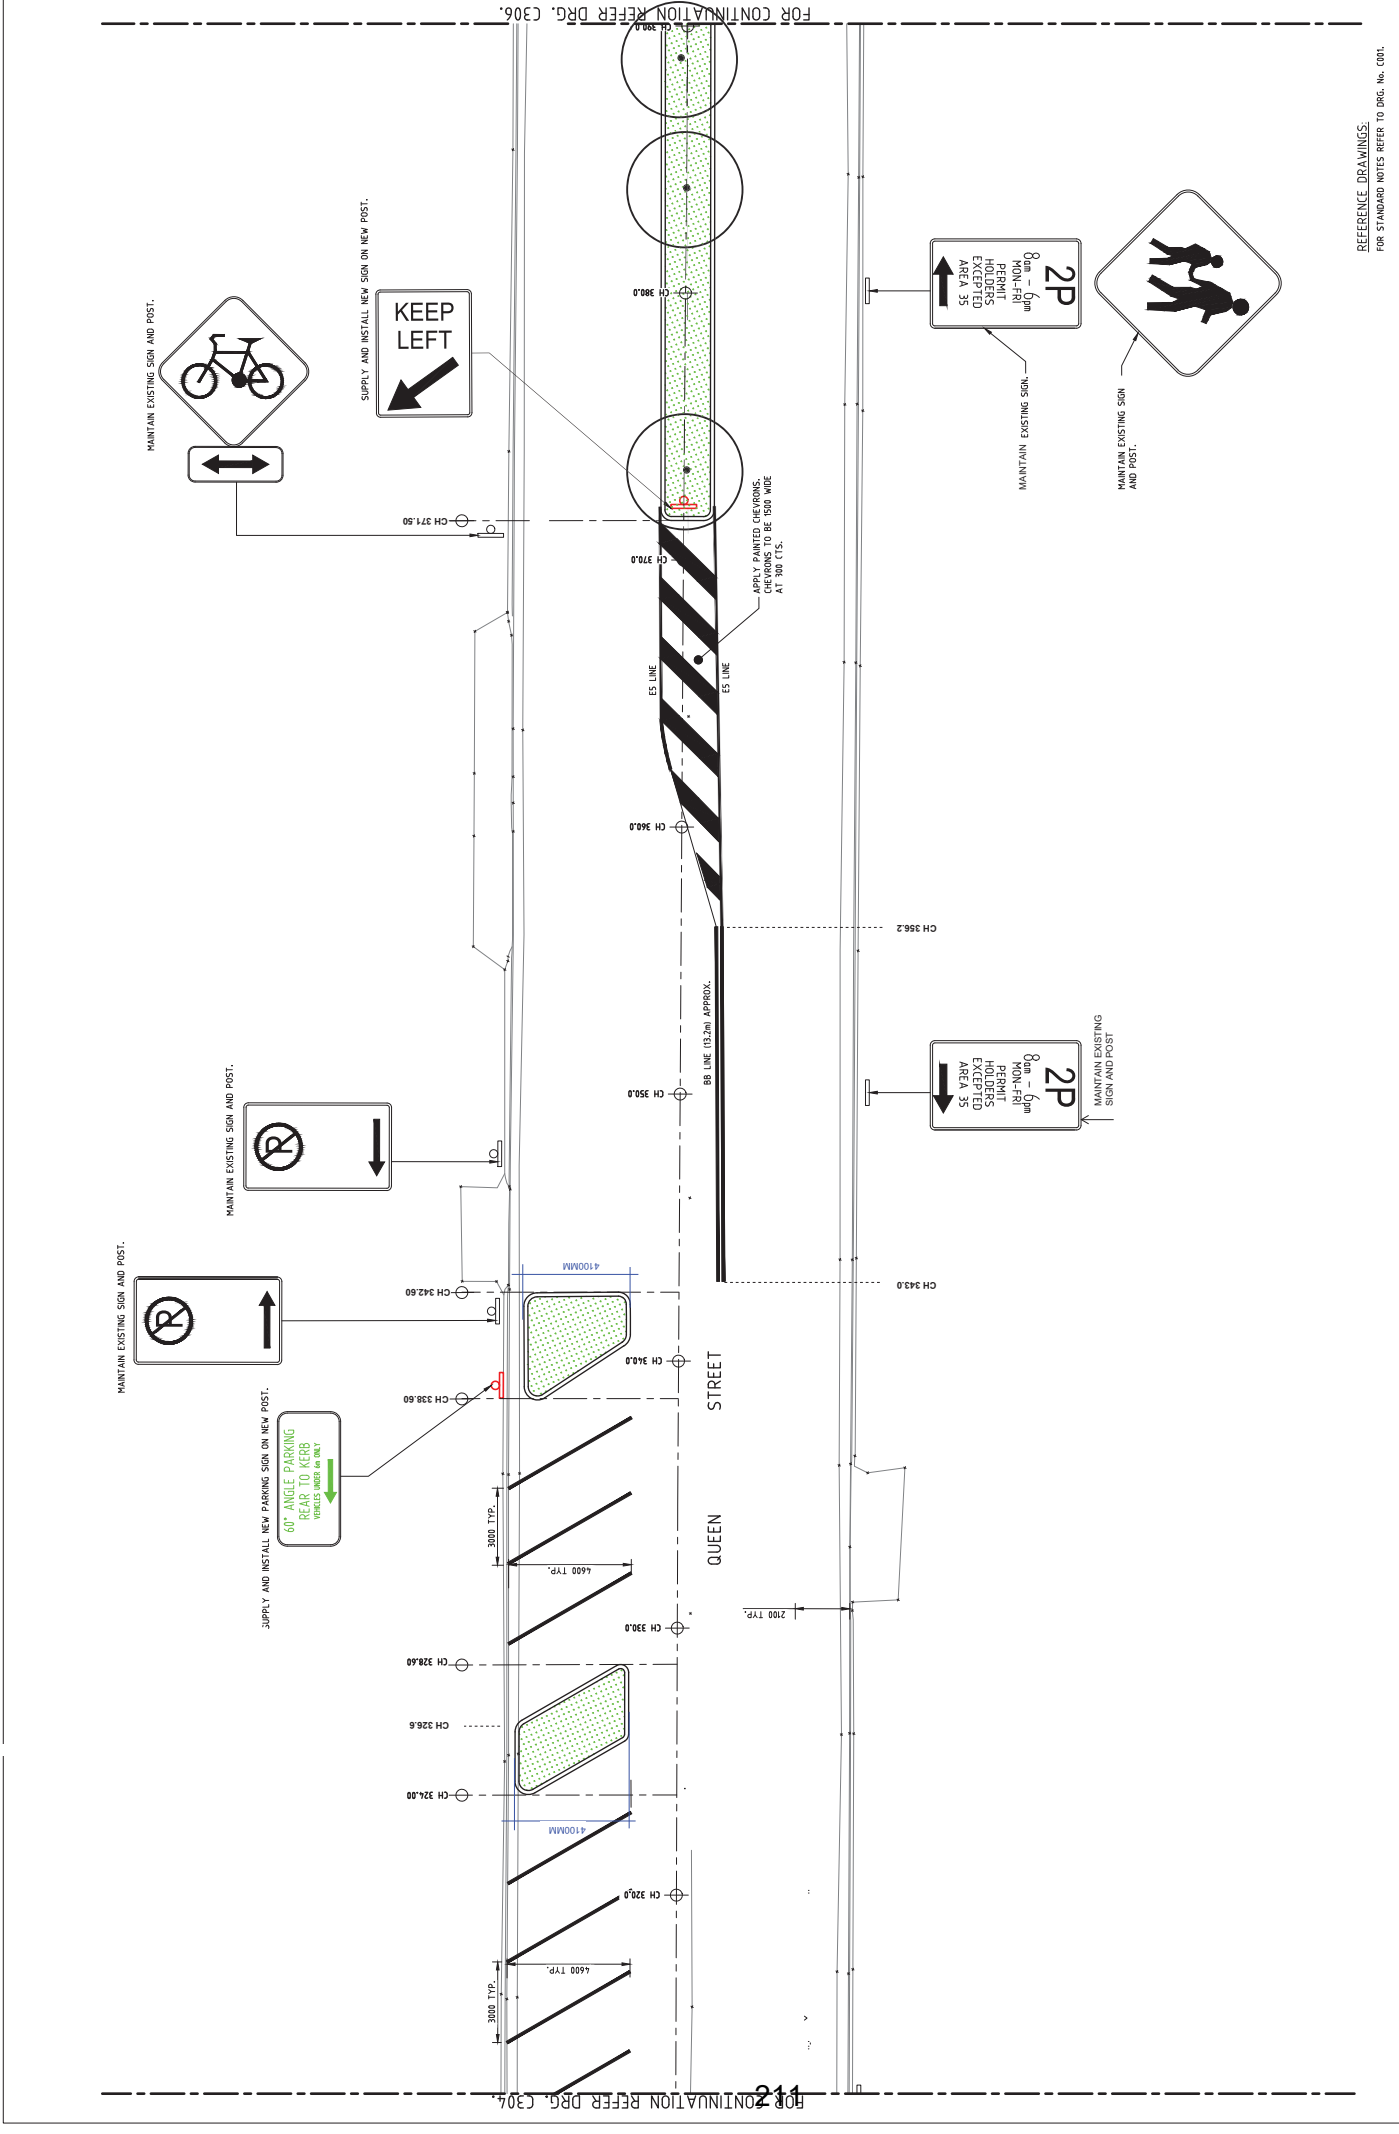 FOR CONTINUATION REFER DRG. C306.
CH 390.0
REFERENCE DRAWINGS:
FOR STANDARD NOTES REFER TO DRG. No. C001.
SUPPLY AND INSTALL NEW SIGN ON NEW POST.
KEEP
LEFT
MAINTAIN EXISTING SIGN AND POST.
CH 380.0
2P
8am - 6pm
MON-FRI
PERMIT
HOLDERS
EXCEPTED
AREA 35
MAINTAIN EXISTING SIGN.
MAINTAIN EXISTING SIGN
AND POST.
CH 371.50
CH 370.0
APPLY PAINTED CHEVRONS.
CHEVRONS TO BE 1500 WIDE
AT 300 CTS.
E5 LINE
E5 LINE
CH 360.0
CH 356.2
BB LINE (13.2m) APPROX.
CH 350.0
MAINTAIN EXISTING SIGN AND POST.
P
2P
8am - 6pm
MON-FRI
PERMIT
HOLDERS
EXCEPTED
AREA 35
MAINTAIN EXISTING
SIGN AND POST
MAINTAIN EXISTING SIGN AND POST.
P
4100MM
CH 342.60
CH 343.0
CH 340.0
CH 338.60
SUPPLY AND INSTALL NEW PARKING SIGN ON NEW POST.
60° ANGLE PARKING
REAR TO KERB
VEHICLES UNDER 6m ONLY
QUEEN STREET
3000 TYP.
4600 TYP.
2100 TYP.
CH 330.0
CH 328.60
CH 326.6
CH 324.00
4100MM
CH 320.0
4600 TYP.
3000 TYP.
FOR CONTINUATION REFER DRG. C304.
211